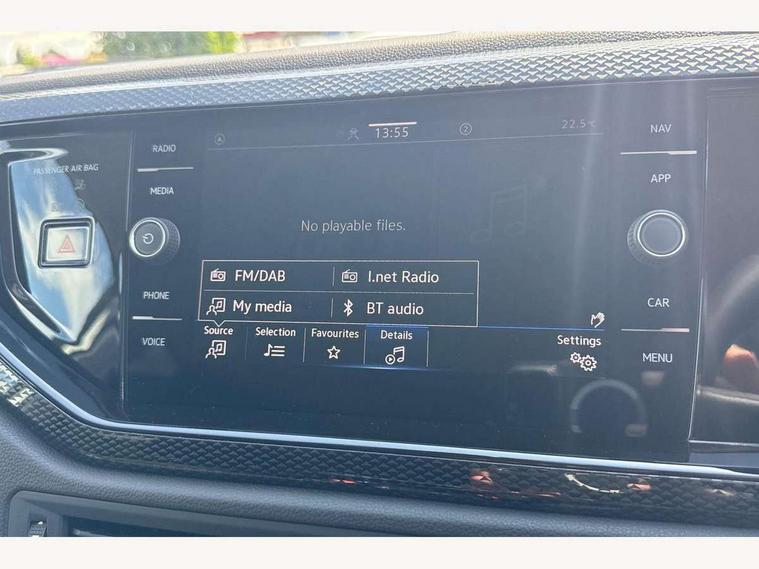 PASSENGER AIR BAG
RADIO
MEDIA
PHONE
VOICE
13:55
2
22.5°C
No playable files.
FM/DAB
I.net Radio
My media
BT audio
Source
Selection
Favourites
Details
Settings
NAV
APP
CAR
MENU